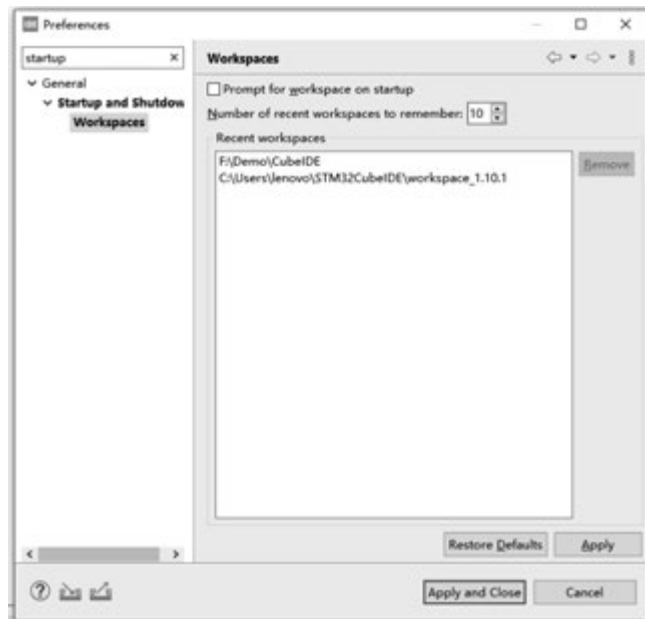 Preferences
startup
Workspaces
General
Startup and Shutdow
Workspaces
Prompt for workspace on startup
Number of recent workspaces to remember: 10
Recent workspaces
F:\Demo\CubeIDE
C:\Users\lenovo\STM32CubeIDE\workspace_1.10.1
Remove
Restore Defaults
Apply
Apply and Close
Cancel